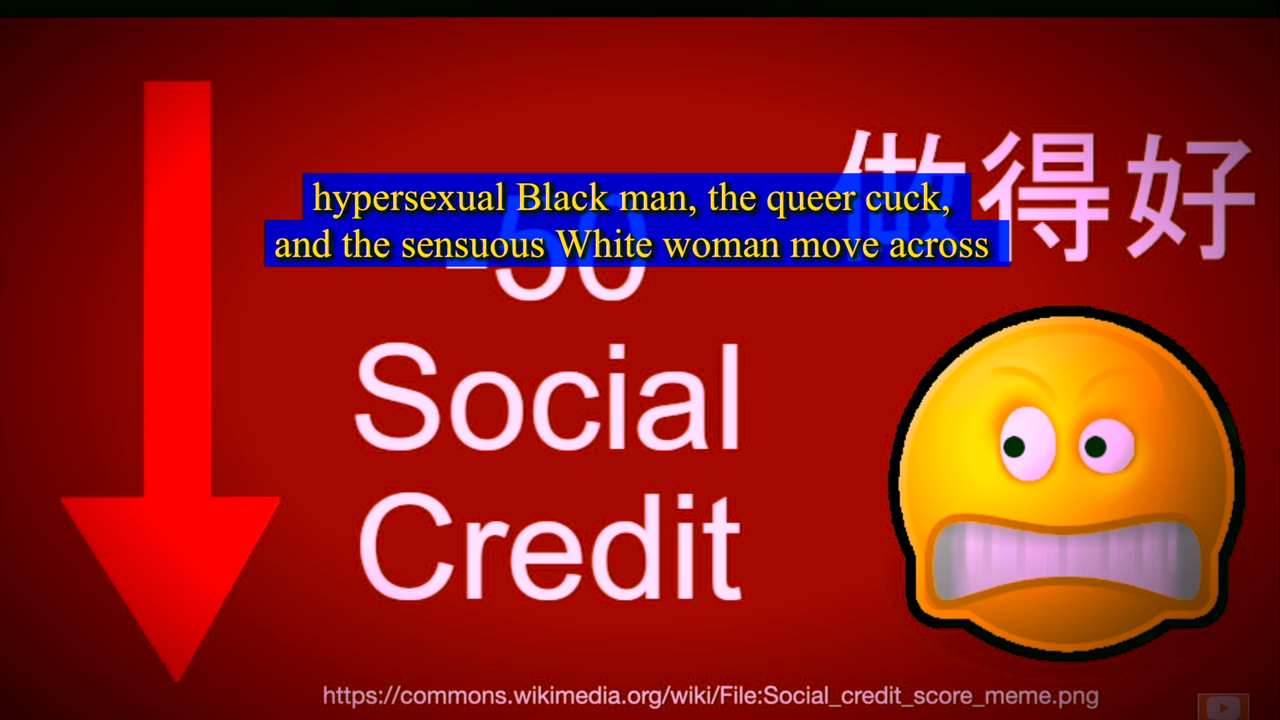 做得好
hypersexual Black man, the queer cuck,
and the sensuous White woman move across
-50
Social
Credit
https://commons.wikimedia.org/wiki/File:Social_credit_score_meme.png